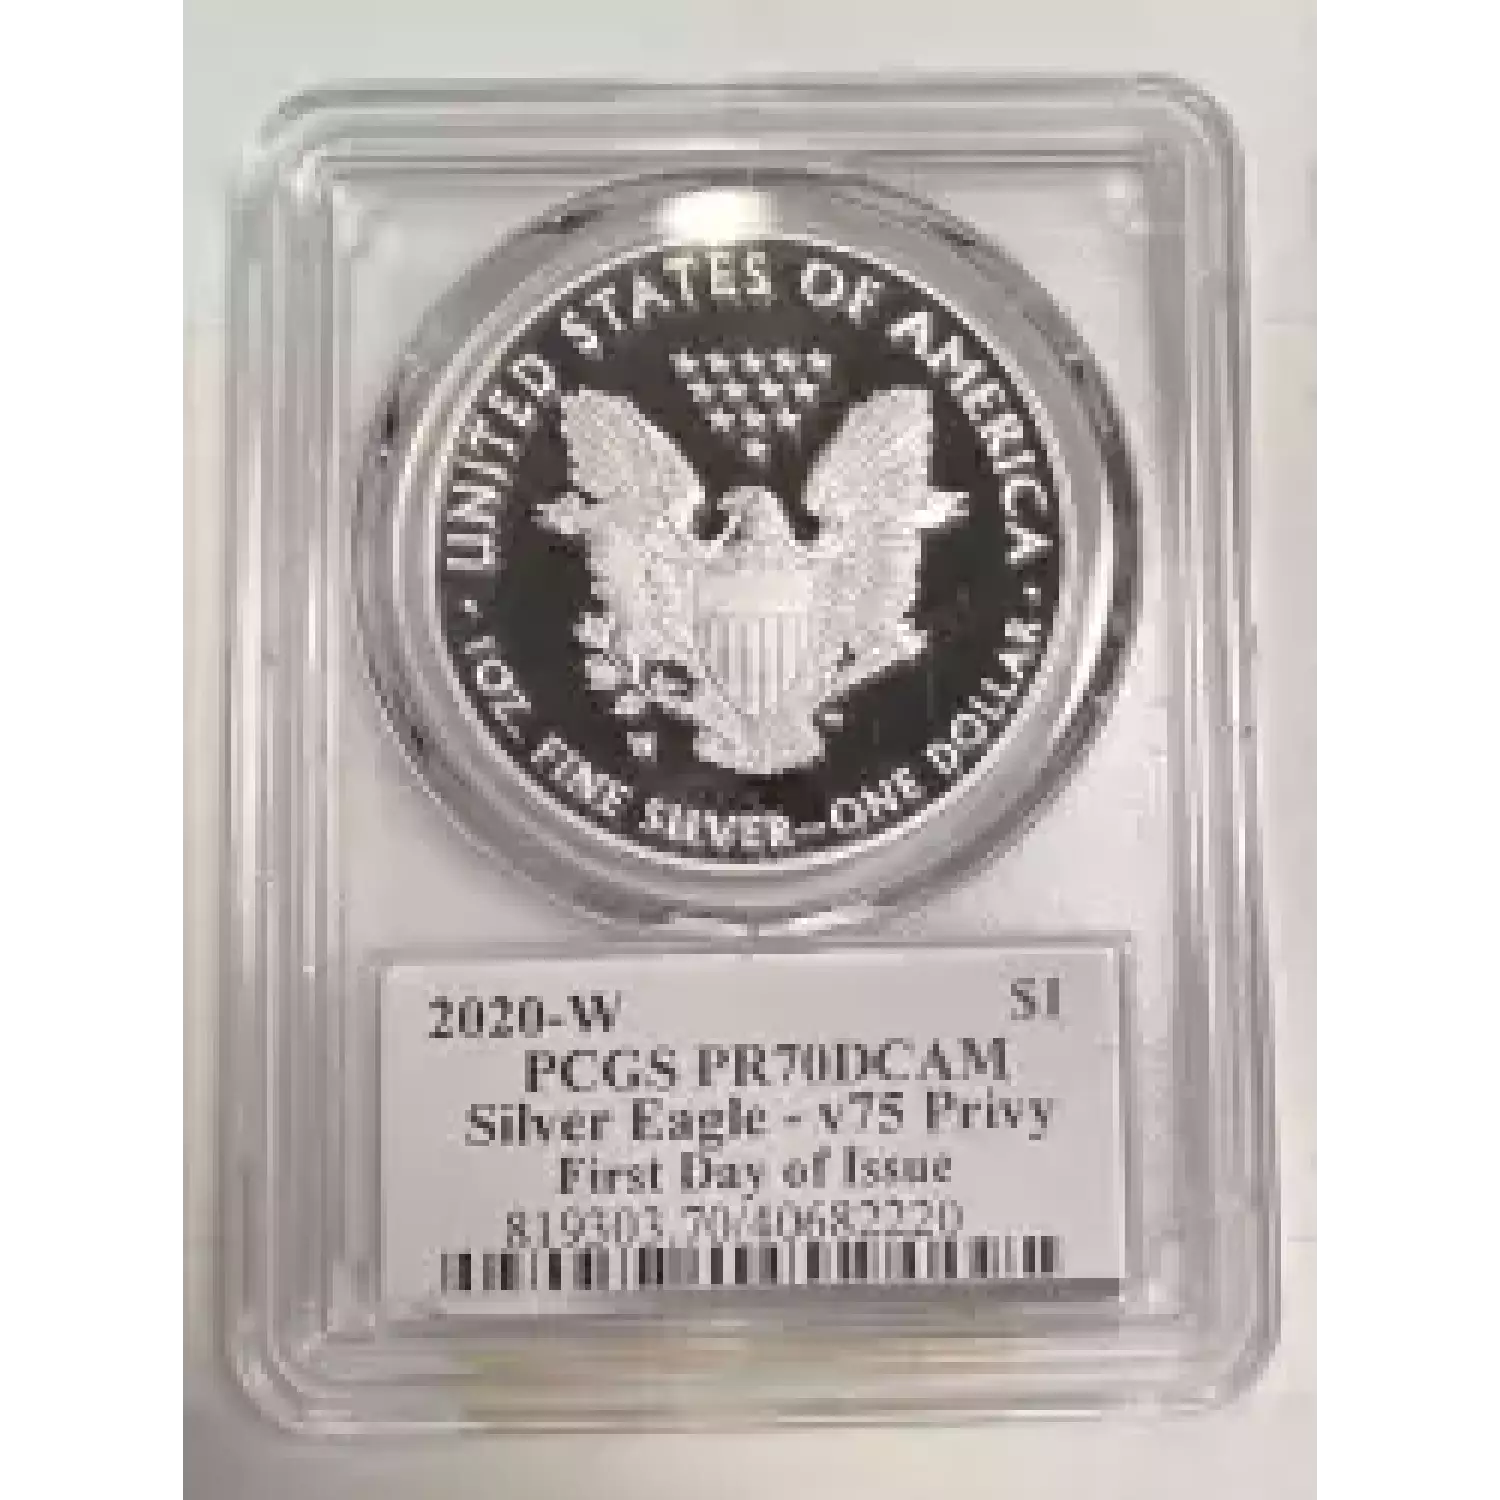 UNITED STATES OF AMERICA
• 1 OZ. FINE SILVER—ONE DOLLAR •
2020-W $1
PCGS PR70DCAM
Silver Eagle - v75 Privy
First Day of Issue
819303.70/40682220